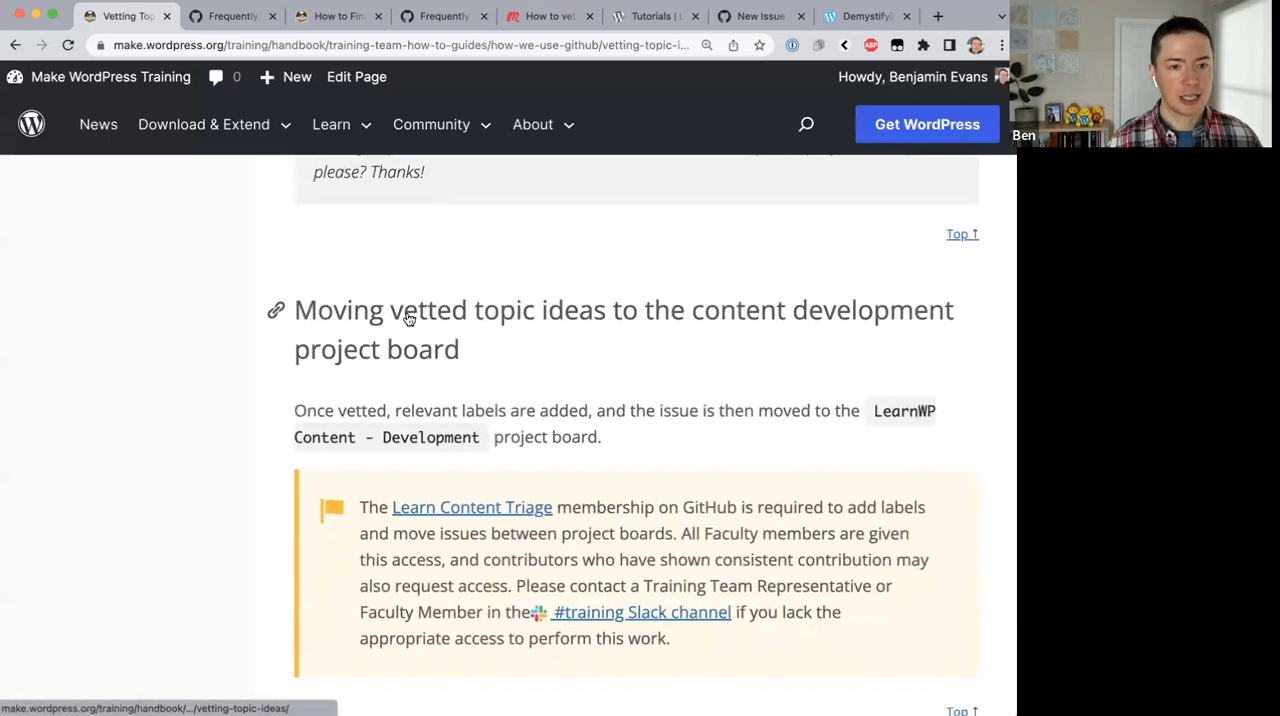 Vetting Top
Frequently
How to Fin
Frequently
How to vet
Tutorials | L
New Issue
Demystify
make.wordpress.org/training/handbook/training-team-how-to-guides/how-we-use-github/vetting-topic-i...
ABP
Make WordPress Training
0
New
Edit Page
Howdy, Benjamin Evans
News
Download & Extend
Learn
Community
About
Get WordPress
Ben
please? Thanks!
Top ↑
Moving vetted topic ideas to the content development
project board
Once vetted, relevant labels are added, and the issue is then moved to the LearnWP
Content - Development project board.
The Learn Content Triage membership on GitHub is required to add labels
and move issues between project boards. All Faculty members are given
this access, and contributors who have shown consistent contribution may
also request access. Please contact a Training Team Representative or
Faculty Member in the #training Slack channel if you lack the
appropriate access to perform this work.
make.wordpress.org/training/handbook/.../vetting-topic-ideas/
Top ↑